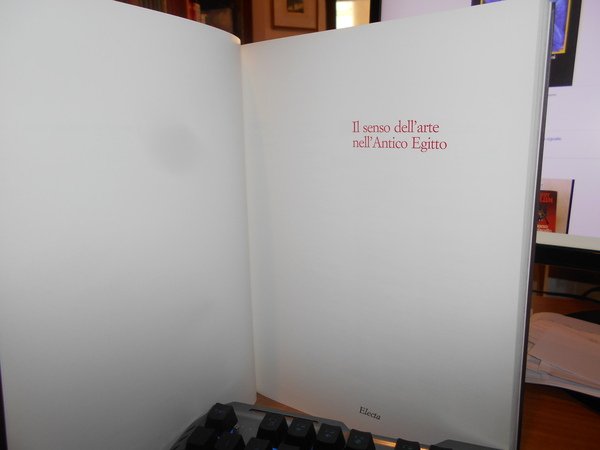 Il senso dell'arte
nell'Antico Egitto
Electa